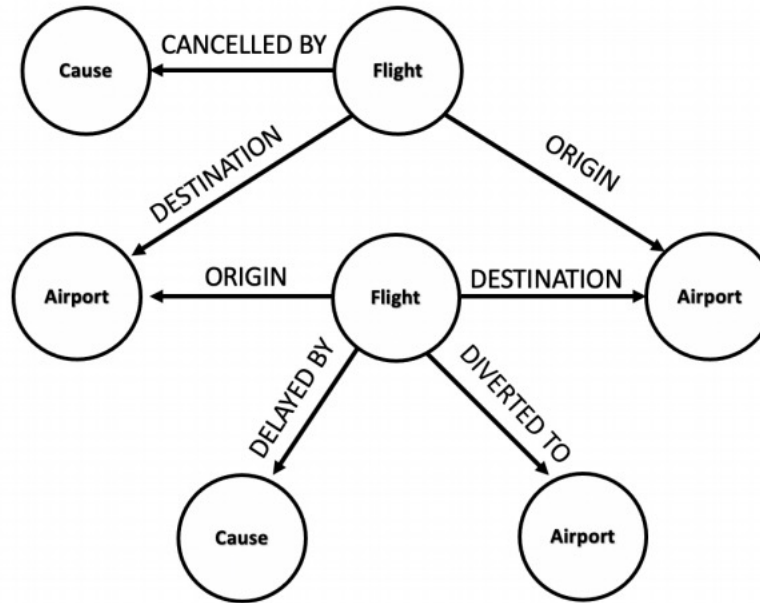 CANCELLED BY
Cause
Flight
DESTINATION
ORIGIN
ORIGIN
DESTINATION
Airport
Flight
Airport
DELAYED BY
DIVERTED TO
Cause
Airport